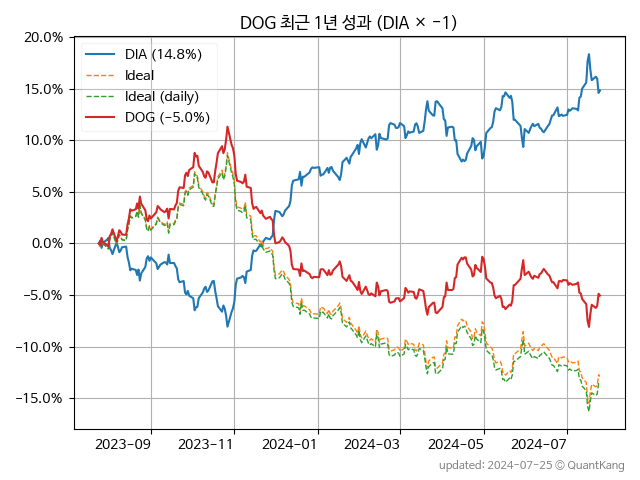 DOG 최근 1년 성과 (DIA × −1)
20.0%
15.0%
10.0%
5.0%
0.0%
−5.0%
−10.0%
−15.0%
DIA (14.8%)
Ideal
Ideal (daily)
DOG (−5.0%)
2023−09
2023−11
2024−01
2024−03
2024−05
2024−07
updated: 2024-07-25 © QuantKang